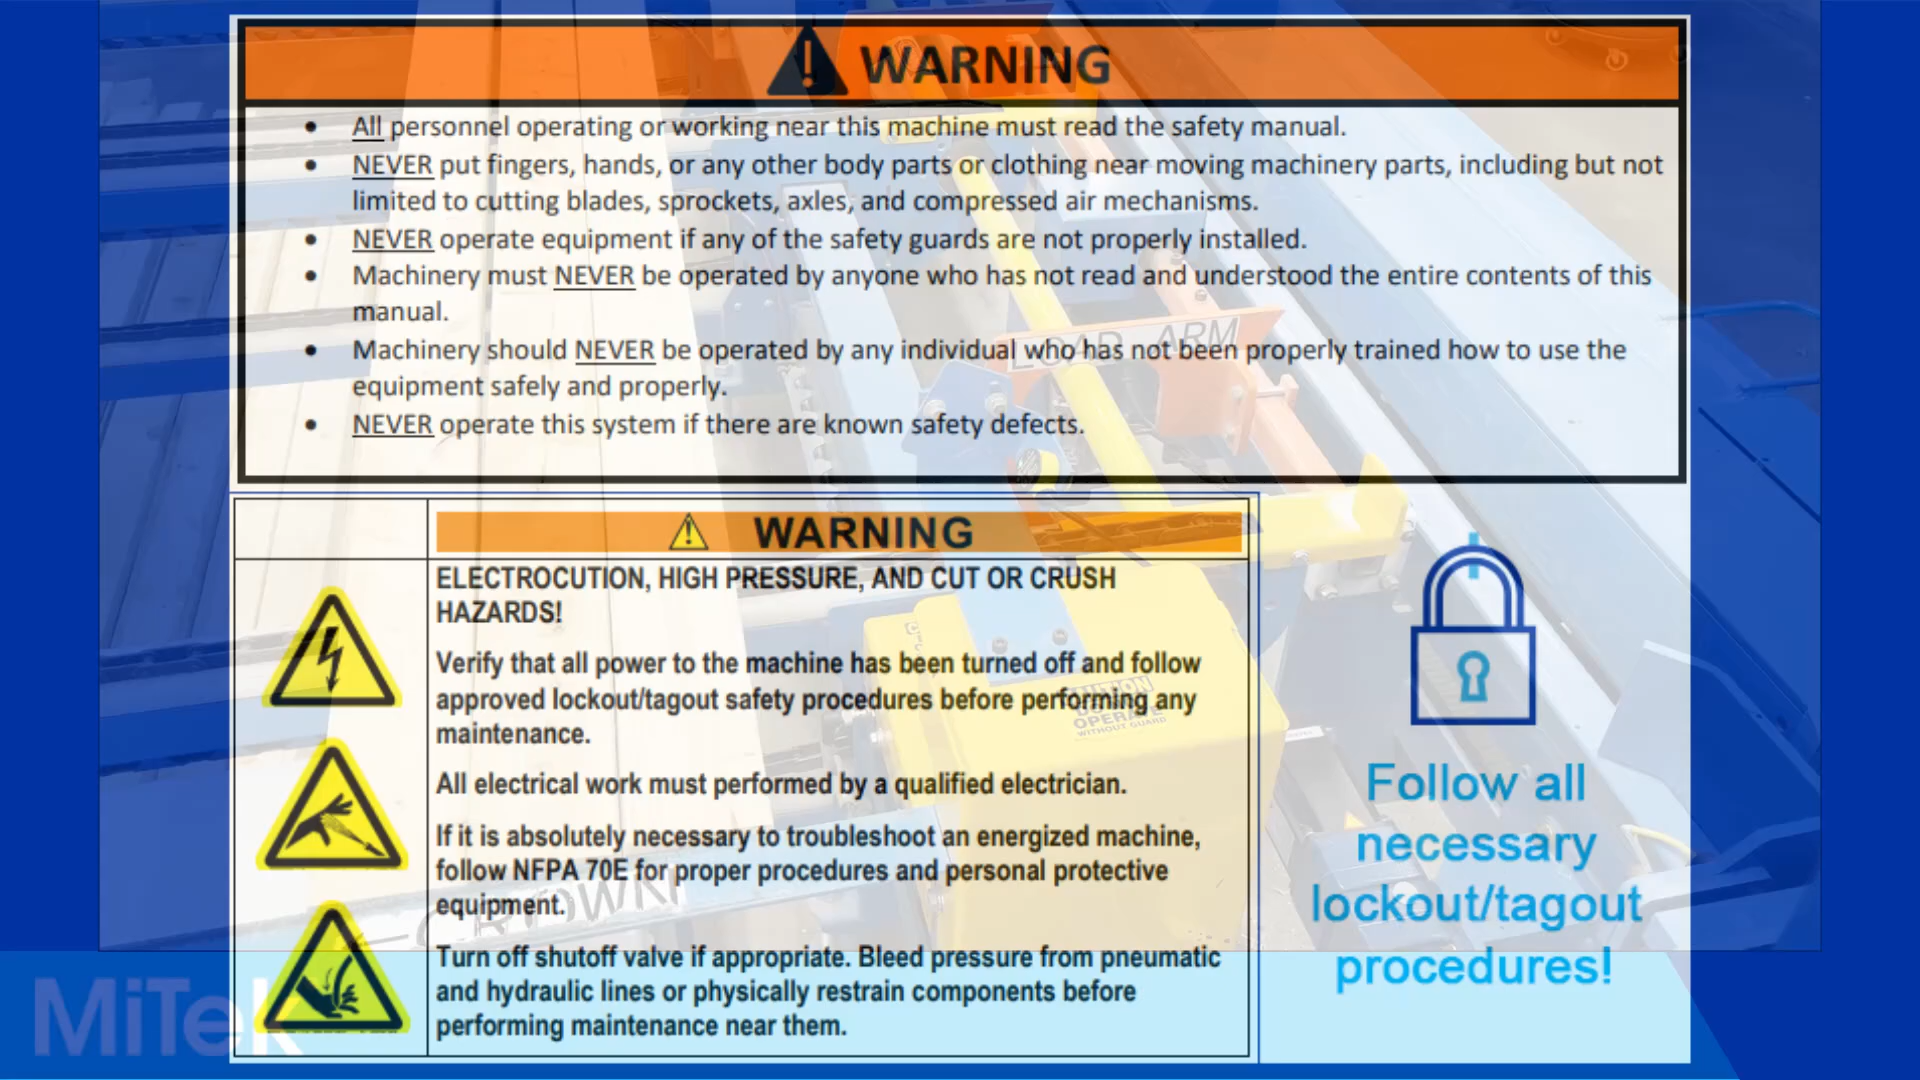 WARNING
• All personnel operating or working near this machine must read the safety manual.
• NEVER put fingers, hands, or any other body parts or clothing near moving machinery parts, including but not
limited to cutting blades, sprockets, axles, and compressed air mechanisms.
• NEVER operate equipment if any of the safety guards are not properly installed.
• Machinery must NEVER be operated by anyone who has not read and understood the entire contents of this
manual.
LOAD ARM
• Machinery should NEVER be operated by any individual who has not been properly trained how to use the
equipment safely and properly.
• NEVER operate this system if there are known safety defects.
WARNING
ELECTROCUTION, HIGH PRESSURE, AND CUT OR CRUSH
HAZARDS!
Verify that all power to the machine has been turned off and follow
approved lockout/tagout safety procedures before performing any
maintenance.
CAUTION
OPERATE
WITHOUT GUARD
All electrical work must performed by a qualified electrician.
If it is absolutely necessary to troubleshoot an energized machine,
follow NFPA 70E for proper procedures and personal protective
equipment.
CROWN
Turn off shutoff valve if appropriate. Bleed pressure from pneumatic
and hydraulic lines or physically restrain components before
performing maintenance near them.
Follow all
necessary
lockout/tagout
procedures!
MiTek